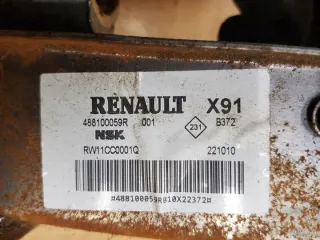 RENAULT X91
488100059R 001 231 B372
NSK
RW11CC0001Q 221010
*488100059R010X22372*